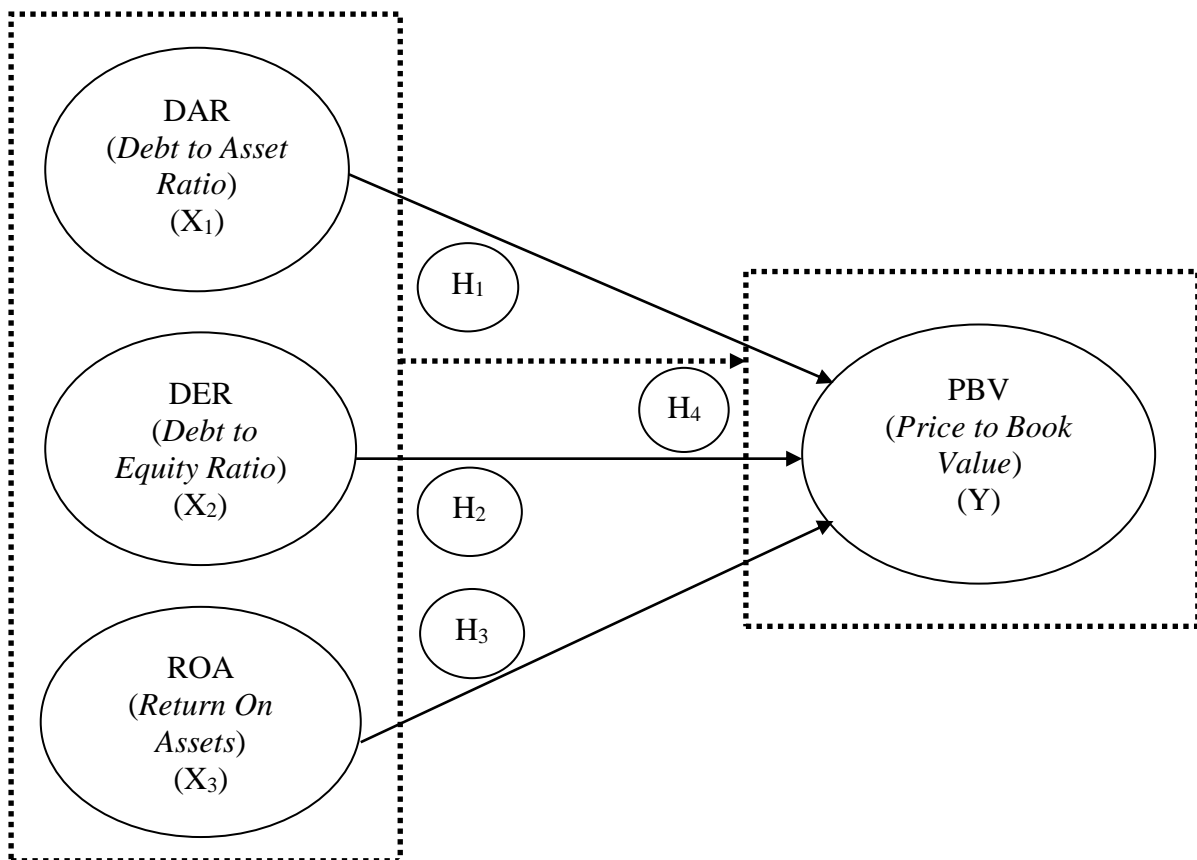 DAR
(Debt to Asset
Ratio)
(X₁)
H₁
DER
(Debt to
Equity Ratio)
(X₂)
H₄
PBV
(Price to Book
Value)
(Y)
H₂
H₃
ROA
(Return On
Assets)
(X₃)